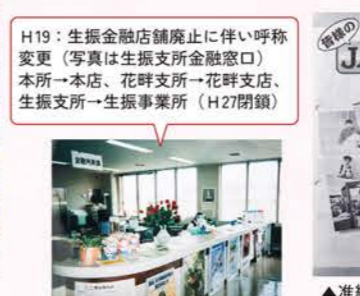 H19:生振金融店舗廃止に伴い呼称
変更(写真は生振支所金融窓口)
本所→本店、花畔支所→花畔支店、
生振支所→生振事業所(H27閉鎖)
皆様の
JA
▲准組